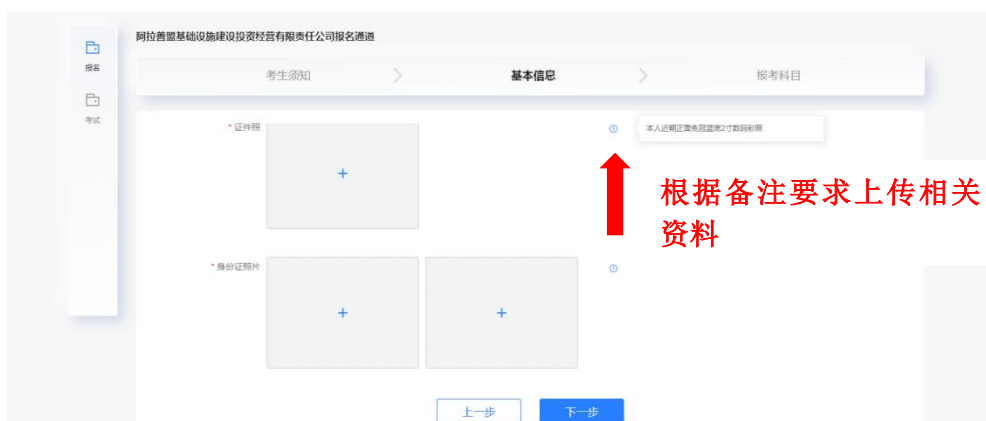 阿拉善盟基础设施建设投资经营有限责任公司报名通道
报名
考试
考生须知
基本信息
报考科目
* 证件照
本人近期正面免冠蓝底2寸数码彩照
根据备注要求上传相关
资料
* 身份证照片
上一步
下一步